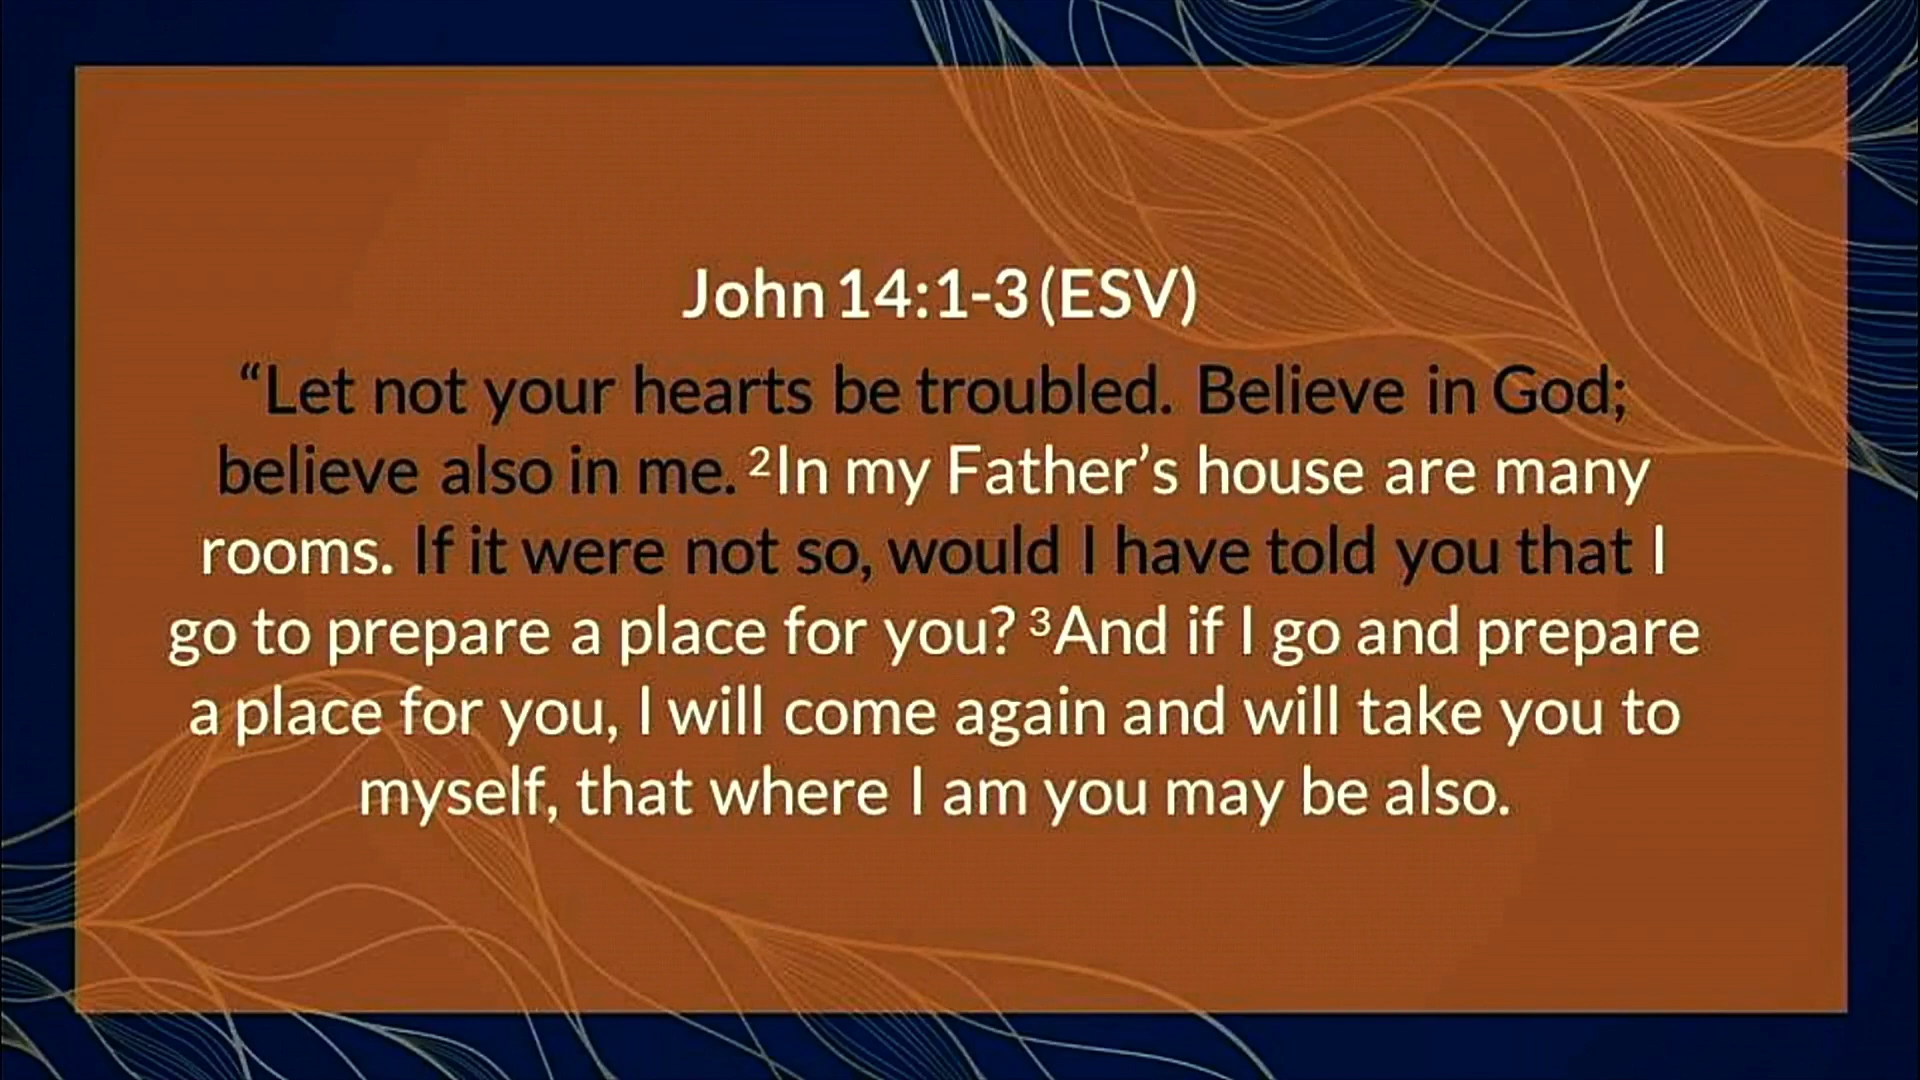 John 14:1-3 (ESV)
“Let not your hearts be troubled. Believe in God;
believe also in me. ²In my Father’s house are many
rooms. If it were not so, would I have told you that I
go to prepare a place for you? ³And if I go and prepare
a place for you, I will come again and will take you to
myself, that where I am you may be also.